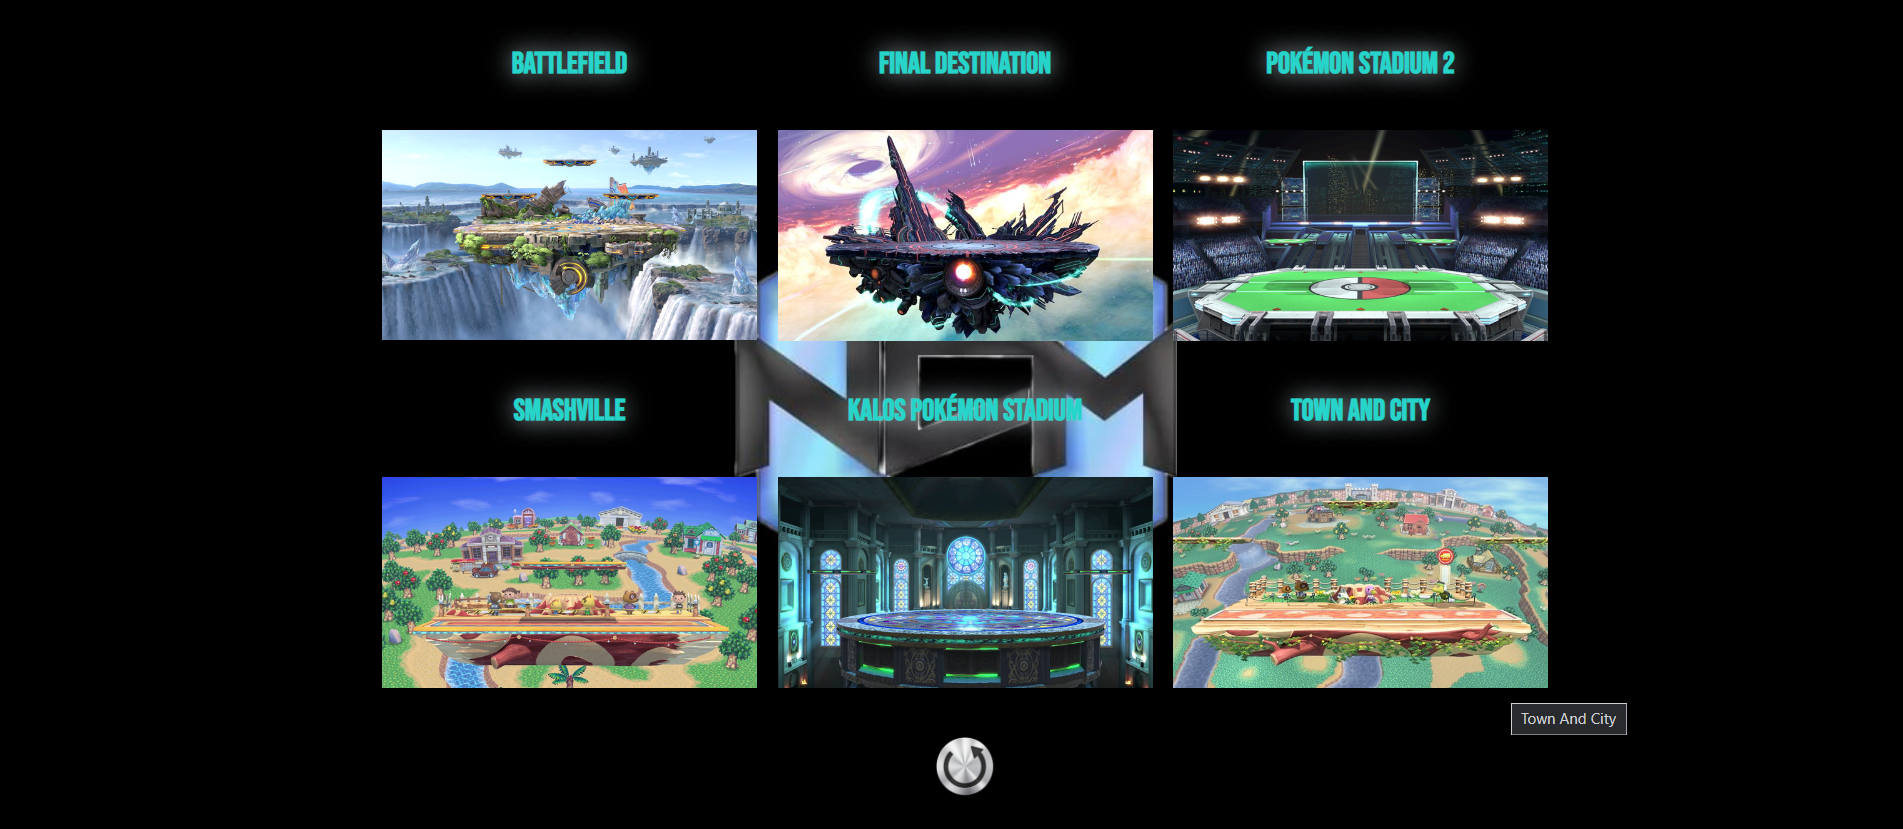 BATTLEFIELD
FINAL DESTINATION
POKÉMON STADIUM 2
SMASHVILLE
KALOS POKÉMON STADIUM
TOWN AND CITY
Town And City